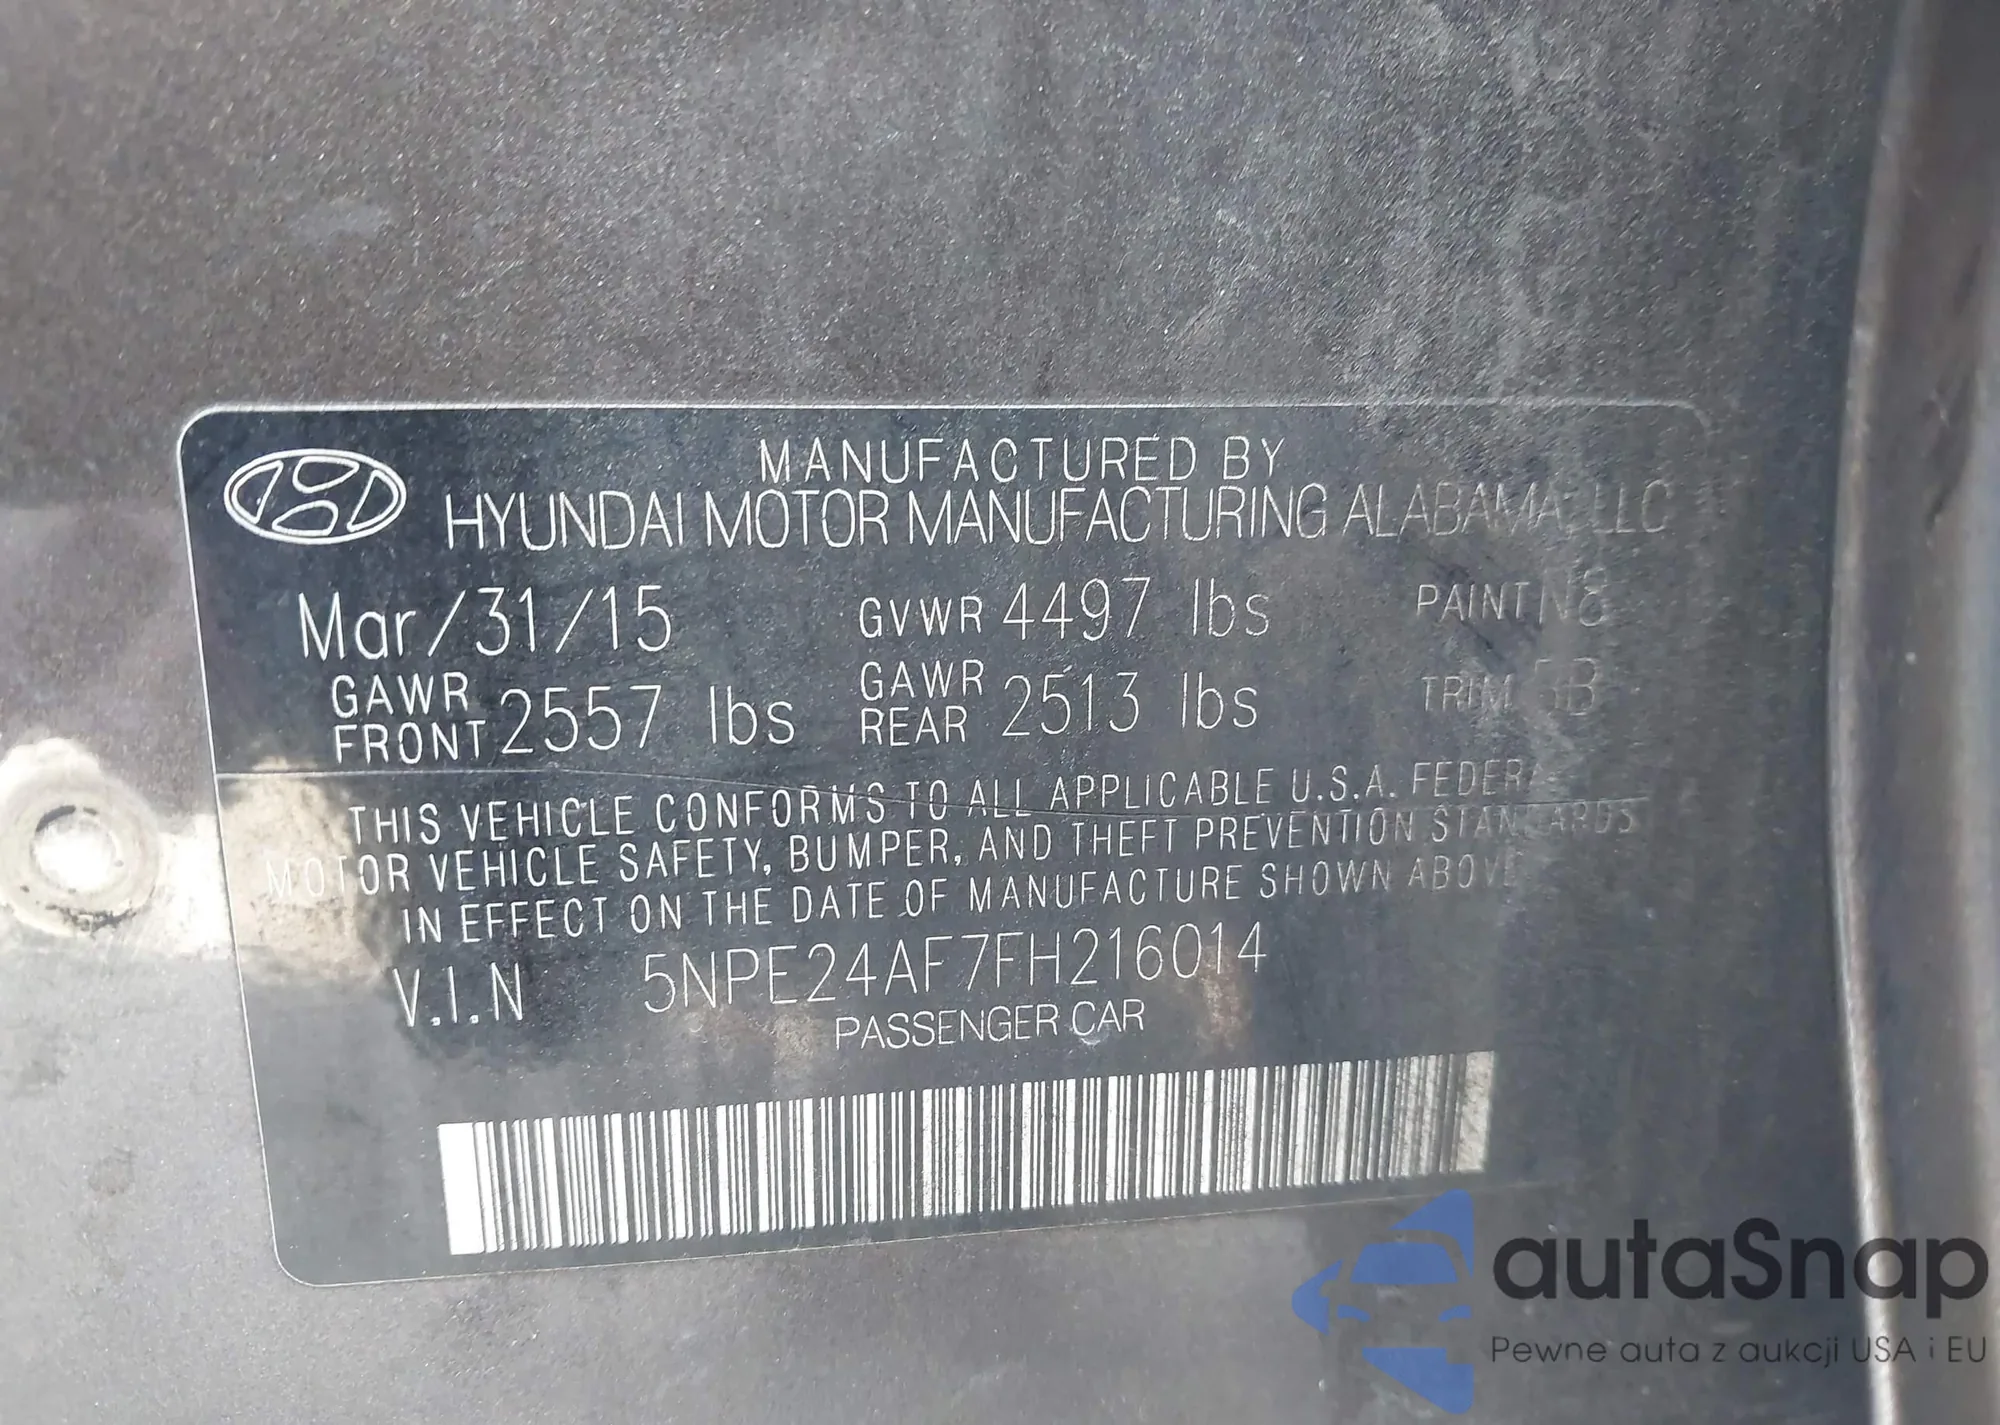 MANUFACTURED BY
HYUNDAI MOTOR MANUFACTURING ALABAMA, LLC
Mar/31/15 GVWR 4497 lbs PAINT N8
GAWR FRONT 2557 lbs GAWR REAR 2513 lbs TRIM
THIS VEHICLE CONFORMS TO ALL APPLICABLE U.S.A. FEDERA
MOTOR VEHICLE SAFETY, BUMPER, AND THEFT PREVENTION STANDARDS
IN EFFECT ON THE DATE OF MANUFACTURE SHOWN ABOVE
V.I.N 5NPE24AF7FH216014
PASSENGER CAR
autaSnap
Pewne auta z aukcji USA i EU